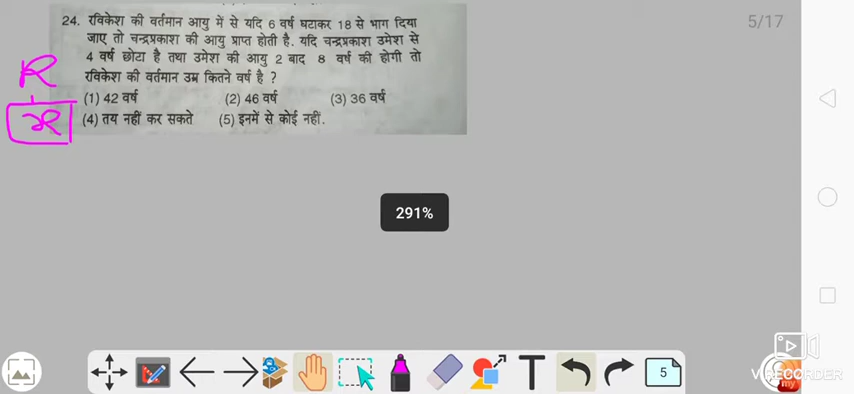 5/17
24. रविकेश की वर्तमान आयु में से यदि 6 वर्ष घटाकर 18 से भाग दिया
जाए तो चन्द्रप्रकाश की आयु प्राप्त होती है. यदि चन्द्रप्रकाश उमेश से
4 वर्ष छोटा है तथा उमेश की आयु 2 बाद 8 वर्ष की होगी तो
रविकेश की वर्तमान उम्र कितने वर्ष है ?
(1) 42 वर्ष (2) 46 वर्ष (3) 36 वर्ष
(4) तय नहीं कर सकते (5) इनमें से कोई नहीं.
R
291%
T
5